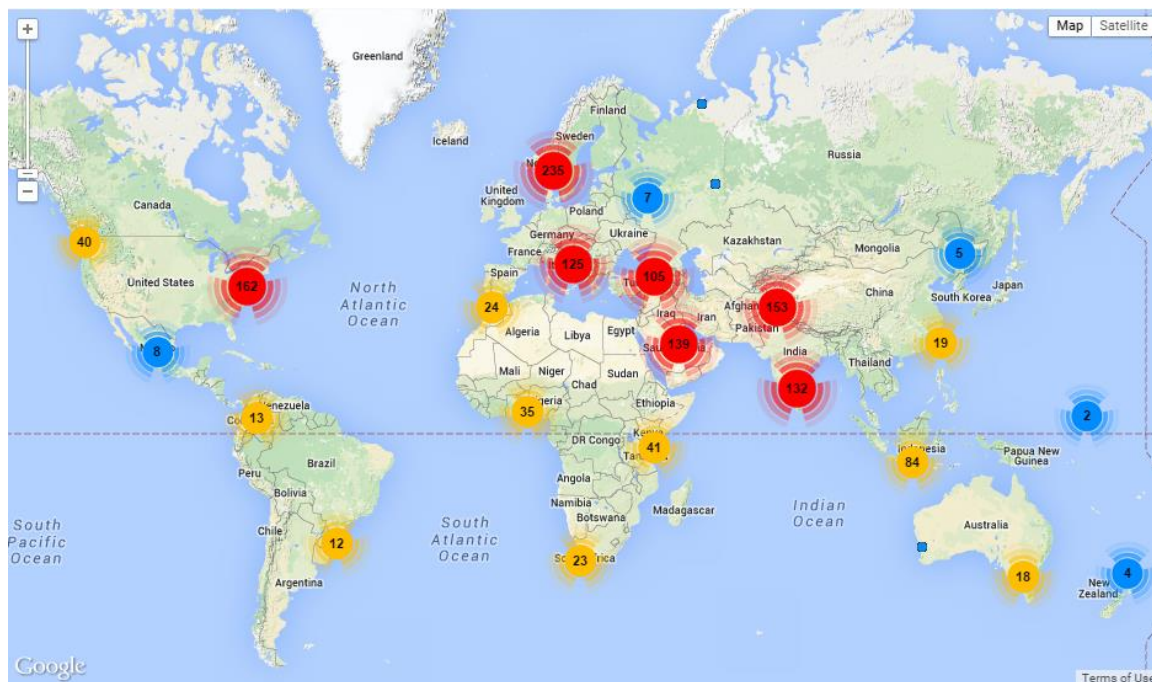 +
Map Satellite
Greenland
Finland
Iceland
Sweden
Russia
235
United
Kingdom
7
Poland
Canada
Germany
Ukraine
40
France
Kazakhstan
Mongolia
5
125
105
Spain
United States
162
North
Atlantic
Ocean
China
Japan
South Korea
24
153
Iraq
Iran
Pakistan
Algeria
Libya
Egypt
139
19
8
India
Thailand
Mali
Niger
Chad
Sudan
132
35
Ethiopia
2
13
DR Congo
41
84
Papua New
Guinea
Brazil
Peru
Angola
Bolivia
Namibia
Botswana
Madagascar
Indian
Ocean
Australia
South
Pacific
Ocean
Chile
12
South
Atlantic
Ocean
23
18
4
New
Zealand
Argentina
Google
Terms of Use